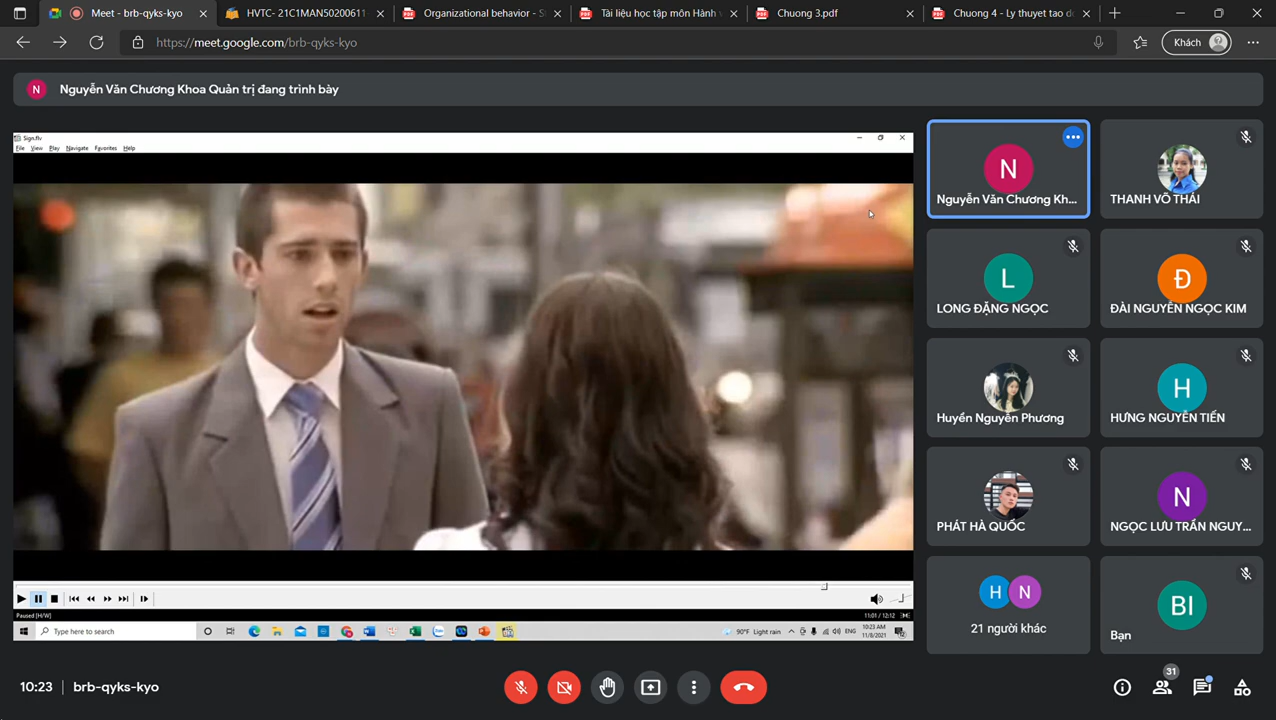 Meet - brb-qyks-kyo
HVTC- 21C1MAN50200611
Organizational behavior - S
Tài liệu học tập môn Hành v
Chuong 3.pdf
Chuong 4 - Ly thuyet tao d
https://meet.google.com/brb-qyks-kyo
Khách
N
Nguyễn Văn Chương Khoa Quản trị đang trình bày
Sign.flv
File View Play Navigate Favorites Help
N
Nguyễn Văn Chương Kh...
THANH VÕ THÁI
L
LONG ĐẶNG NGỌC
Đ
ĐÀI NGUYỄN NGỌC KIM
Huyền Nguyễn Phương
H
HƯNG NGUYỄN TIẾN
PHÁT HÀ QUỐC
N
NGỌC LƯU TRẦN NGUY...
H N
21 người khác
BI
Bạn
Paused [H/W]
11:01 / 12:12
Type here to search
90°F Light rain
ENG
10:23 AM
11/8/2021
10:23
brb-qyks-kyo
31